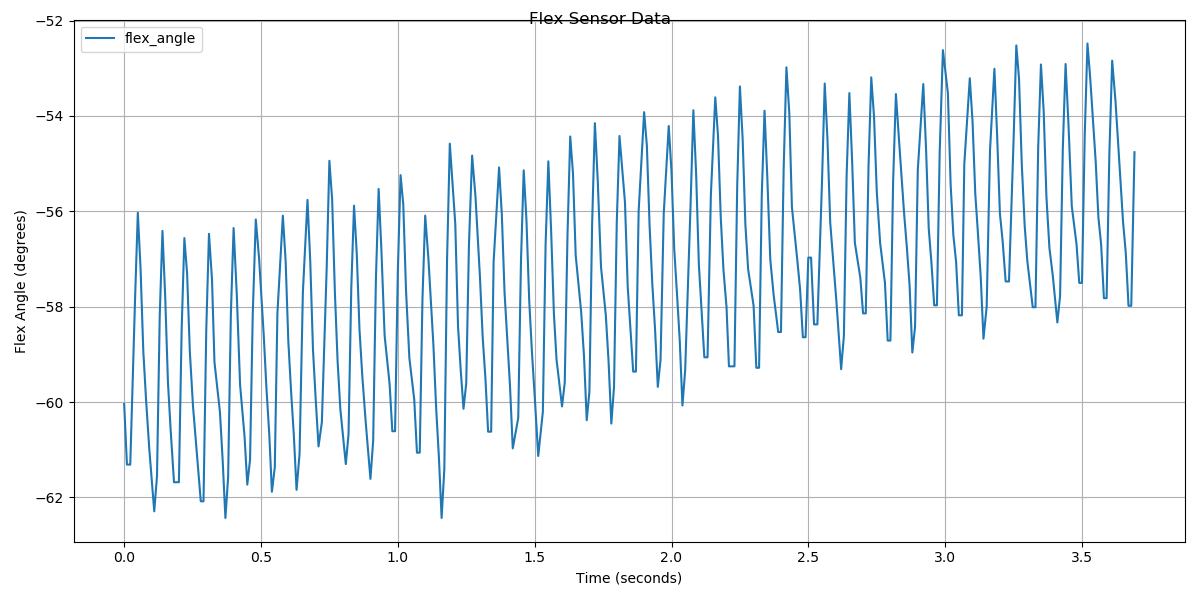 Flex Sensor Data
flex_angle
−52
−54
−56
−58
−60
−62
Flex Angle (degrees)
0.0 0.5 1.0 1.5 2.0 2.5 3.0 3.5
Time (seconds)